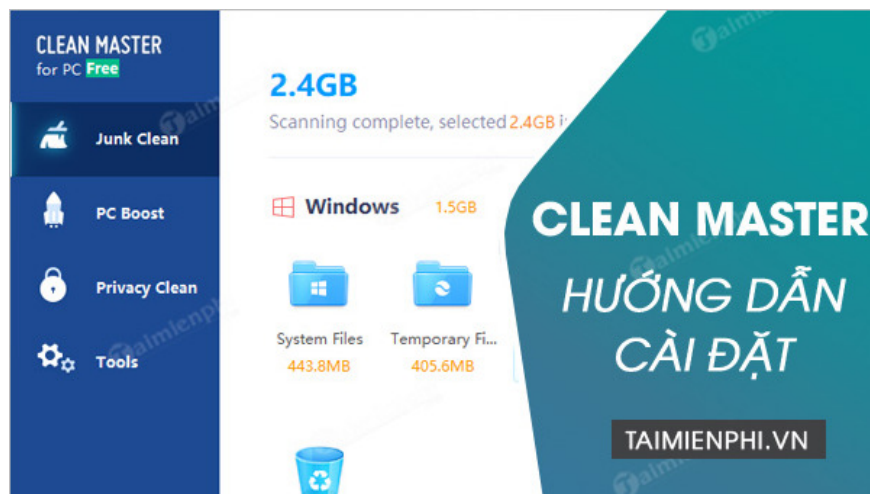 CLEAN MASTER
for PC Free
Junk Clean
PC Boost
Privacy Clean
Tools
2.4GB
Scanning complete, selected 2.4GB
Windows 1.5GB
System Files
443.8MB
Temporary Fi...
405.6MB
CLEAN MASTER
HƯỚNG DẪN
CÀI ĐẶT
TAIMIENPHI.VN
Taimienphi